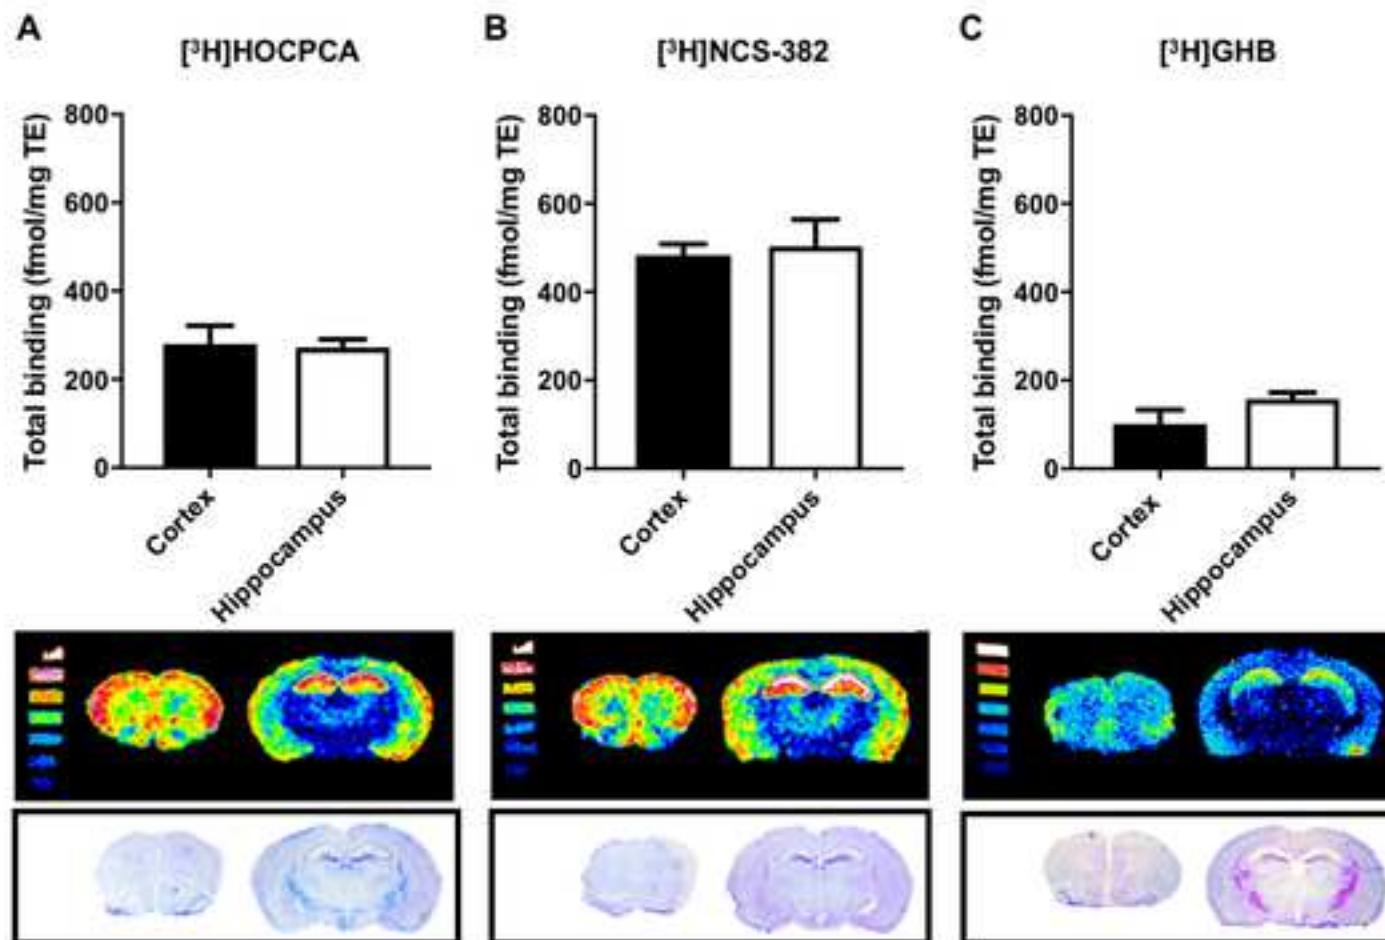 A
[³H]HOCPCA
Total binding (fmol/mg TE)
800
600
400
200
0
Cortex
Hippocampus
B
[³H]NCS-382
Total binding (fmol/mg TE)
800
600
400
200
0
Cortex
Hippocampus
C
[³H]GHB
Total binding (fmol/mg TE)
800
600
400
200
0
Cortex
Hippocampus